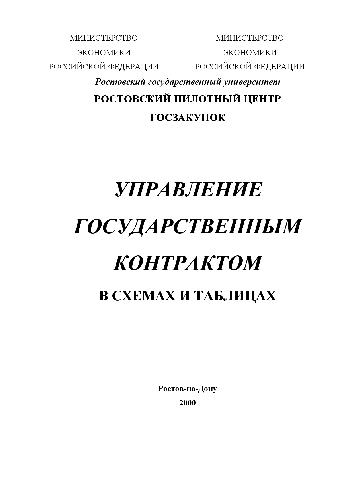 МИНИСТЕРСТВО МИНИСТЕРСТВО
ЭКОНОМИКИ ЭКОНОМИКИ
РОССИЙСКОЙ ФЕДЕРАЦИИ РОССИЙСКОЙ ФЕДЕРАЦИИ
Ростовский государственный университет
РОСТОВСКИЙ ПИЛОТНЫЙ ЦЕНТР
ГОСЗАКУПОК
УПРАВЛЕНИЕ
ГОСУДАРСТВЕННЫМ
КОНТРАКТОМ
В СХЕМАХ И ТАБЛИЦАХ
Ростов-на-Дону
2000